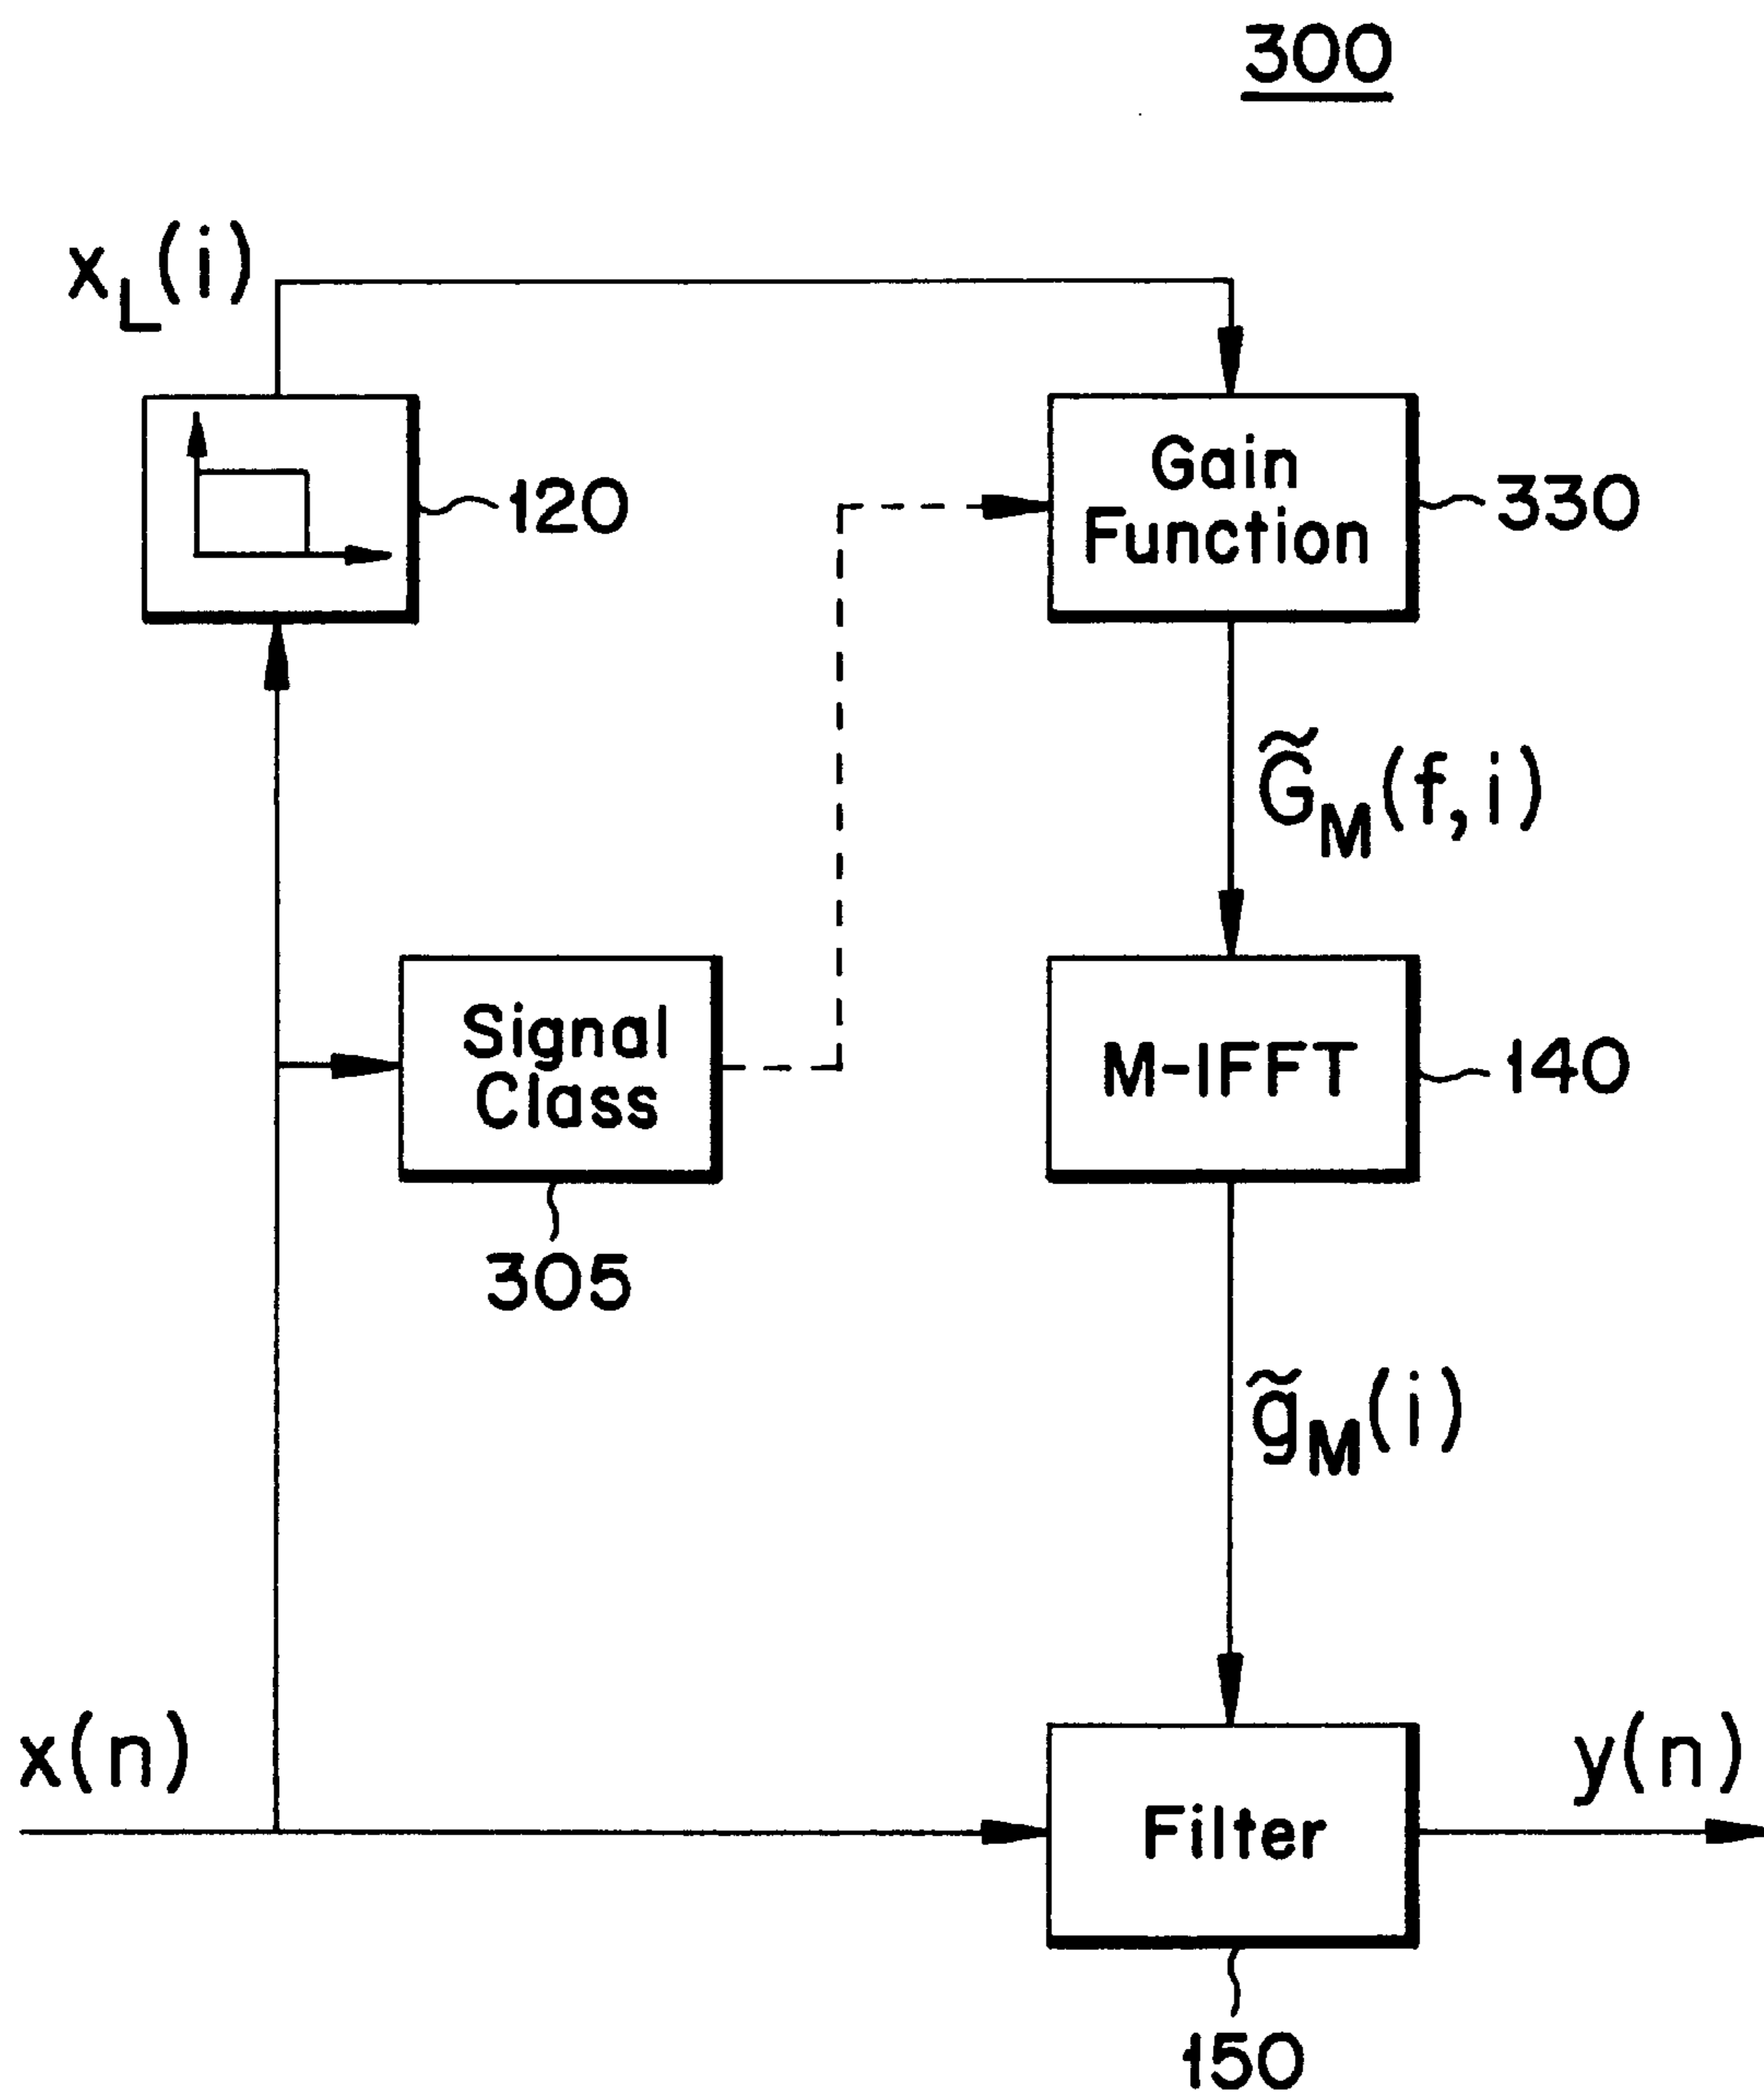 300
x_L(i)
120
Gain
Function
330
G̃_M(f,i)
Signal
Class
305
M-IFFT
140
g̃_M(i)
x(n)
Filter
y(n)
150